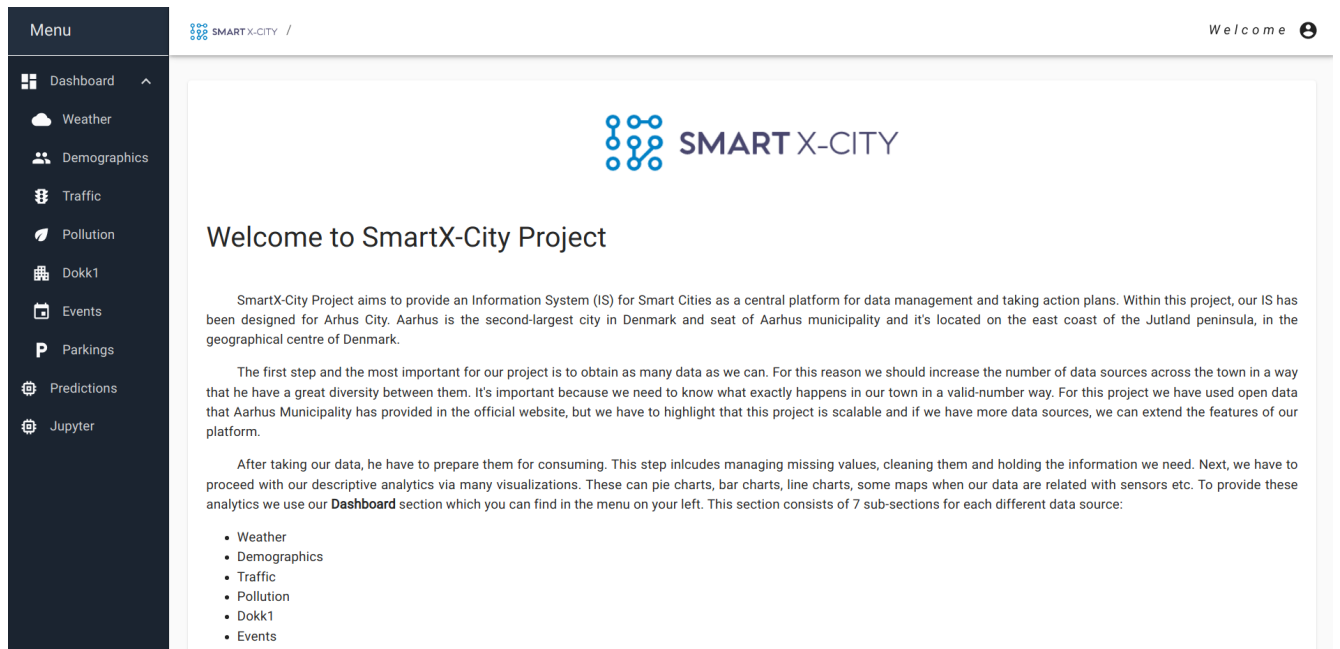 Menu
SMART X-CITY /
Welcome
Dashboard
Weather
Demographics
Traffic
Pollution
Dokk1
Events
Parkings
Predictions
Jupyter
SMART X-CITY
Welcome to SmartX-City Project
SmartX-City Project aims to provide an Information System (IS) for Smart Cities as a central platform for data management and taking action plans. Within this project, our IS has
been designed for Arhus City. Aarhus is the second-largest city in Denmark and seat of Aarhus municipality and it's located on the east coast of the Jutland peninsula, in the
geographical centre of Denmark.
The first step and the most important for our project is to obtain as many data as we can. For this reason we should increase the number of data sources across the town in a way
that he have a great diversity between them. It's important because we need to know what exactly happens in our town in a valid-number way. For this project we have used open data
that Aarhus Municipality has provided in the official website, but we have to highlight that this project is scalable and if we have more data sources, we can extend the features of our
platform.
After taking our data, he have to prepare them for consuming. This step inlcudes managing missing values, cleaning them and holding the information we need. Next, we have to
proceed with our descriptive analytics via many visualizations. These can pie charts, bar charts, line charts, some maps when our data are related with sensors etc. To provide these
analytics we use our Dashboard section which you can find in the menu on your left. This section consists of 7 sub-sections for each different data source:
• Weather
• Demographics
• Traffic
• Pollution
• Dokk1
• Events